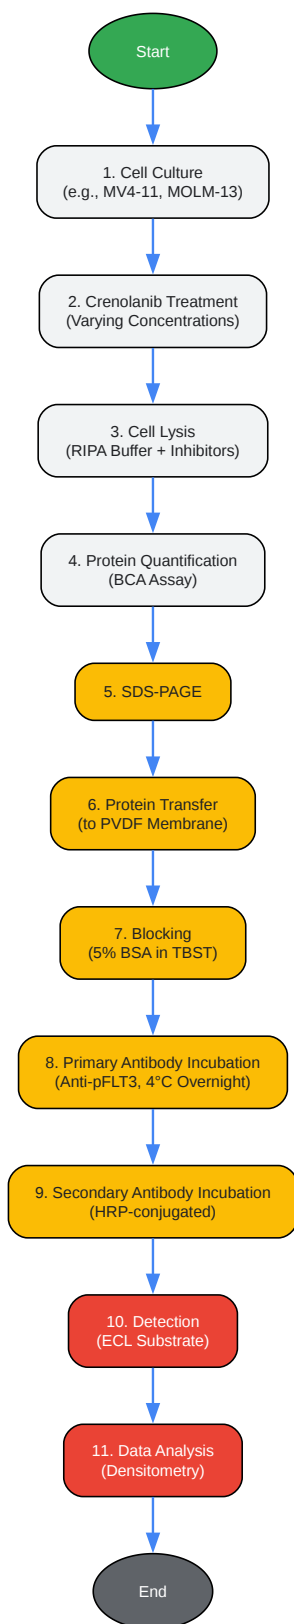 Start
1. Cell Culture
(e.g., MV4-11, MOLM-13)
2. Crenolanib Treatment
(Varying Concentrations)
3. Cell Lysis
(RIPA Buffer + Inhibitors)
4. Protein Quantification
(BCA Assay)
5. SDS-PAGE
6. Protein Transfer
(to PVDF Membrane)
7. Blocking
(5% BSA in TBST)
8. Primary Antibody Incubation
(Anti-pFLT3, 4°C Overnight)
9. Secondary Antibody Incubation
(HRP-conjugated)
10. Detection
(ECL Substrate)
11. Data Analysis
(Densitometry)
End